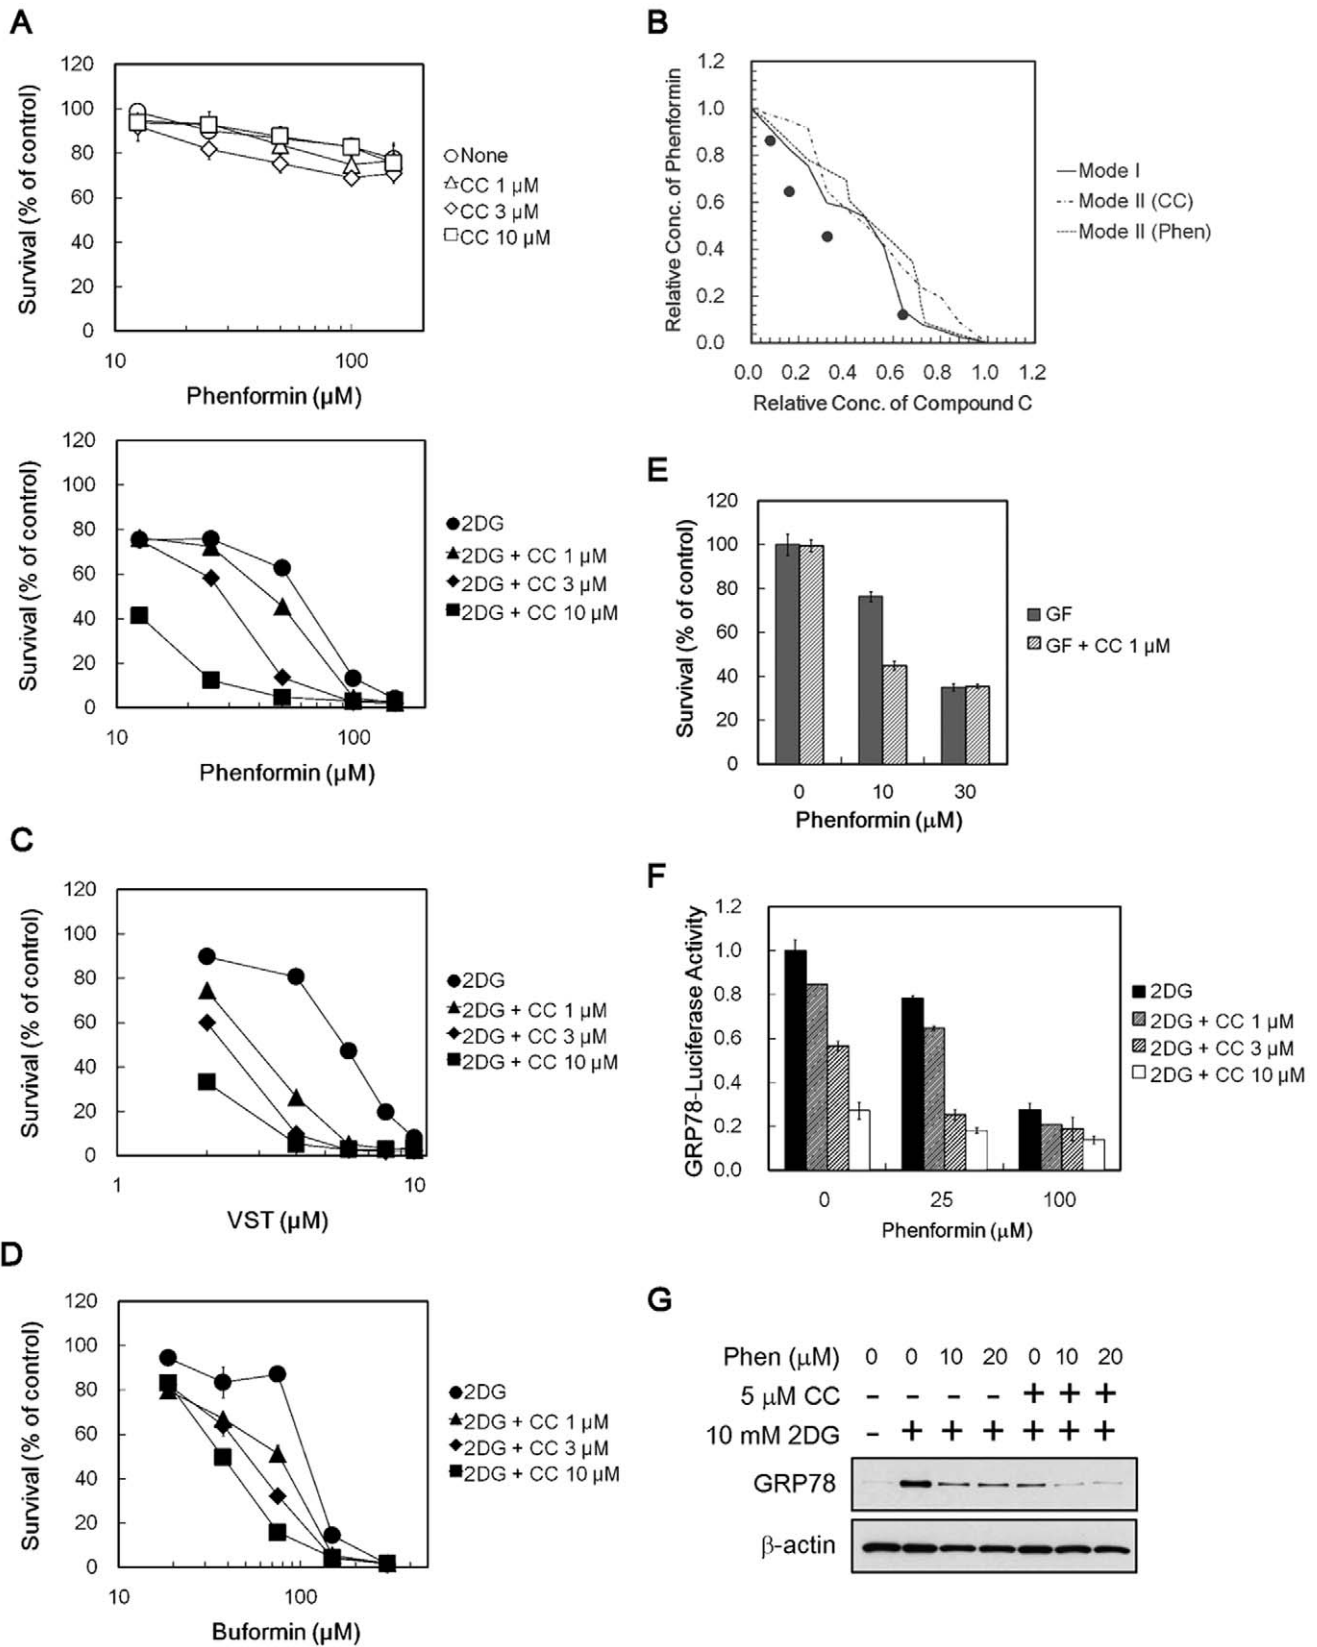 A
120
100
80
60
40
20
0
Survival (% of control)
10 100
Phenformin (µM)
None
CC 1 µM
CC 3 µM
CC 10 µM
120
100
80
60
40
20
0
Survival (% of control)
10 100
Phenformin (µM)
2DG
2DG + CC 1 µM
2DG + CC 3 µM
2DG + CC 10 µM
B
1.2
1.0
0.8
0.6
0.4
0.2
0.0
Relative Conc. of Phenformin
0.0 0.2 0.4 0.6 0.8 1.0 1.2
Relative Conc. of Compound C
Mode I
Mode II (CC)
Mode II (Phen)
C
120
100
80
60
40
20
0
Survival (% of control)
1 10
VST (µM)
2DG
2DG + CC 1 µM
2DG + CC 3 µM
2DG + CC 10 µM
D
120
100
80
60
40
20
0
Survival (% of control)
10 100
Buformin (µM)
2DG
2DG + CC 1 µM
2DG + CC 3 µM
2DG + CC 10 µM
E
120
100
80
60
40
20
0
Survival (% of control)
0 10 30
Phenformin (µM)
GF
GF + CC 1 µM
F
1.2
1.0
0.8
0.6
0.4
0.2
0.0
GRP78-Luciferase Activity
0 25 100
Phenformin (µM)
2DG
2DG + CC 1 µM
2DG + CC 3 µM
2DG + CC 10 µM
G
Phen (µM) 0 0 10 20 0 10 20
5 µM CC - - - - + + +
10 mM 2DG - + + + + + +
GRP78
β-actin